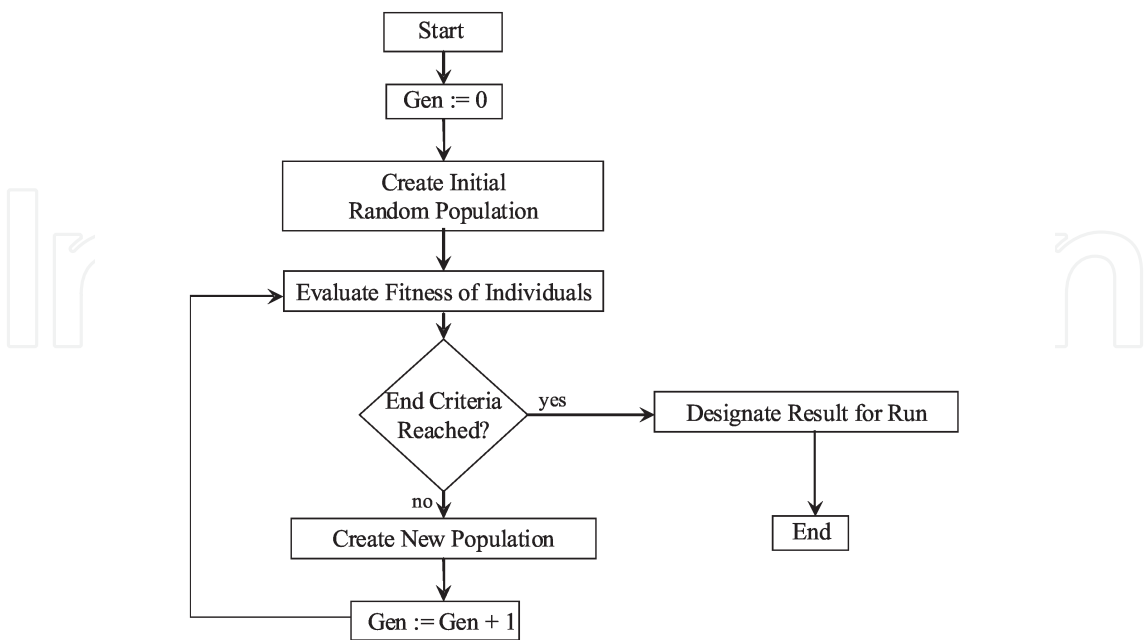 Start
Gen := 0
Create Initial
Random Population
Evaluate Fitness of Individuals
End Criteria
Reached?
yes
Designate Result for Run
no
End
Create New Population
Gen := Gen + 1